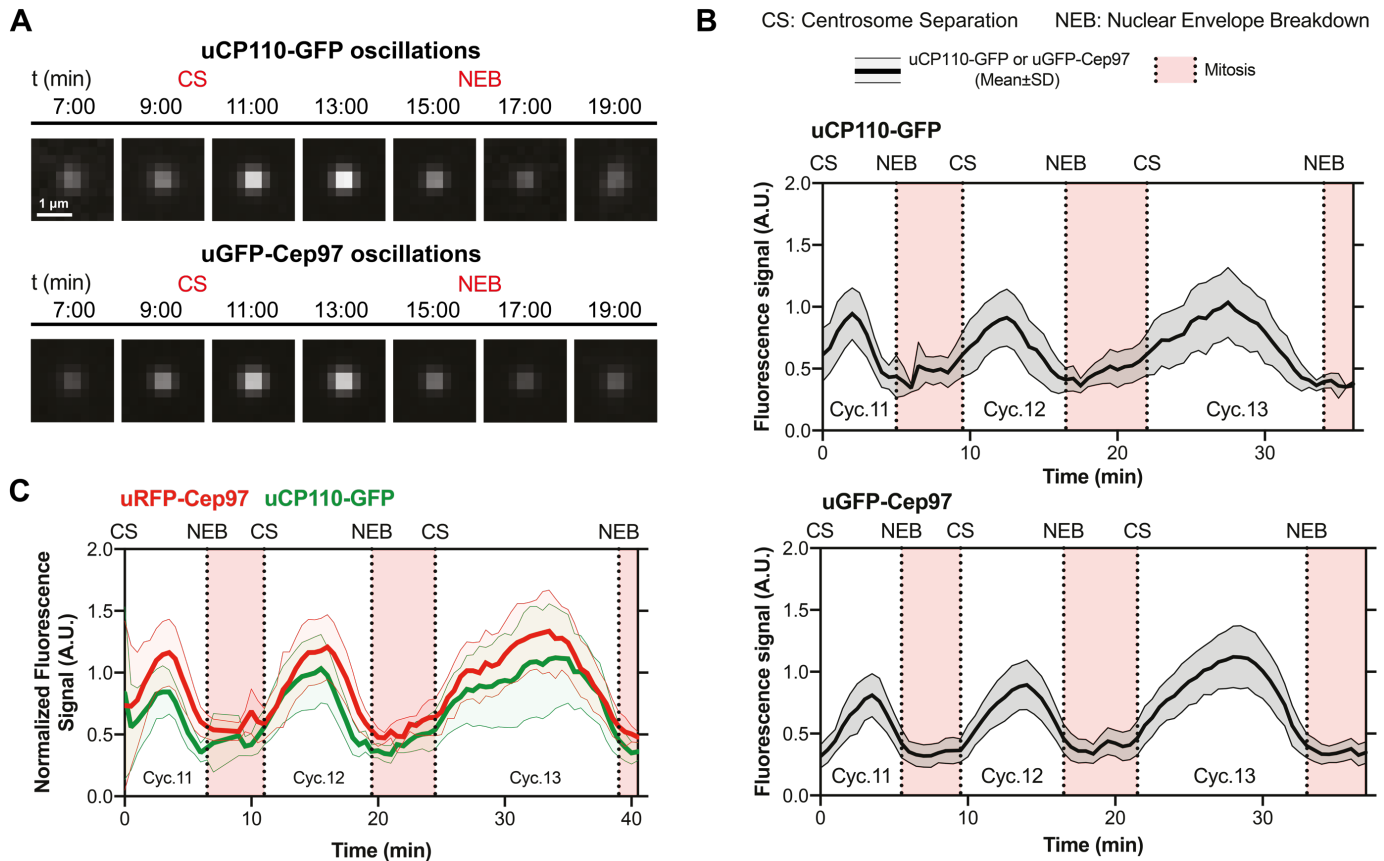 A
uCP110-GFP oscillations
t (min) CS NEB
7:00 9:00 11:00 13:00 15:00 17:00 19:00
1 µm
uGFP-Cep97 oscillations
t (min) CS NEB
7:00 9:00 11:00 13:00 15:00 17:00 19:00
B
CS: Centrosome Separation NEB: Nuclear Envelope Breakdown
uCP110-GFP or uGFP-Cep97
(Mean±SD)
Mitosis
uCP110-GFP
CS NEB CS NEB CS NEB
Fluorescence signal (A.U.)
2.0
1.5
1.0
0.5
0.0
Cyc.11 Cyc.12 Cyc.13
0 10 20 30
Time (min)
uGFP-Cep97
CS NEB CS NEB CS NEB
Fluorescence signal (A.U.)
2.0
1.5
1.0
0.5
0.0
Cyc.11 Cyc.12 Cyc.13
0 10 20 30
Time (min)
C
uRFP-Cep97 uCP110-GFP
CS NEB CS NEB CS NEB
Normalized Fluorescence
Signal (A.U.)
2.0
1.5
1.0
0.5
0.0
Cyc.11 Cyc.12 Cyc.13
0 10 20 30 40
Time (min)